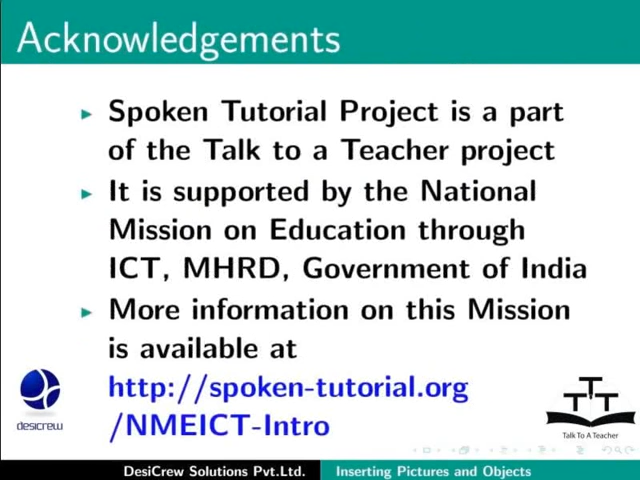 Acknowledgements
Spoken Tutorial Project is a part
of the Talk to a Teacher project
It is supported by the National
Mission on Education through
ICT, MHRD, Government of India
More information on this Mission
is available at
http://spoken-tutorial.org
/NMEICT-Intro
desicrew
T T T
Talk To A Teacher
DesiCrew Solutions Pvt.Ltd. Inserting Pictures and Objects